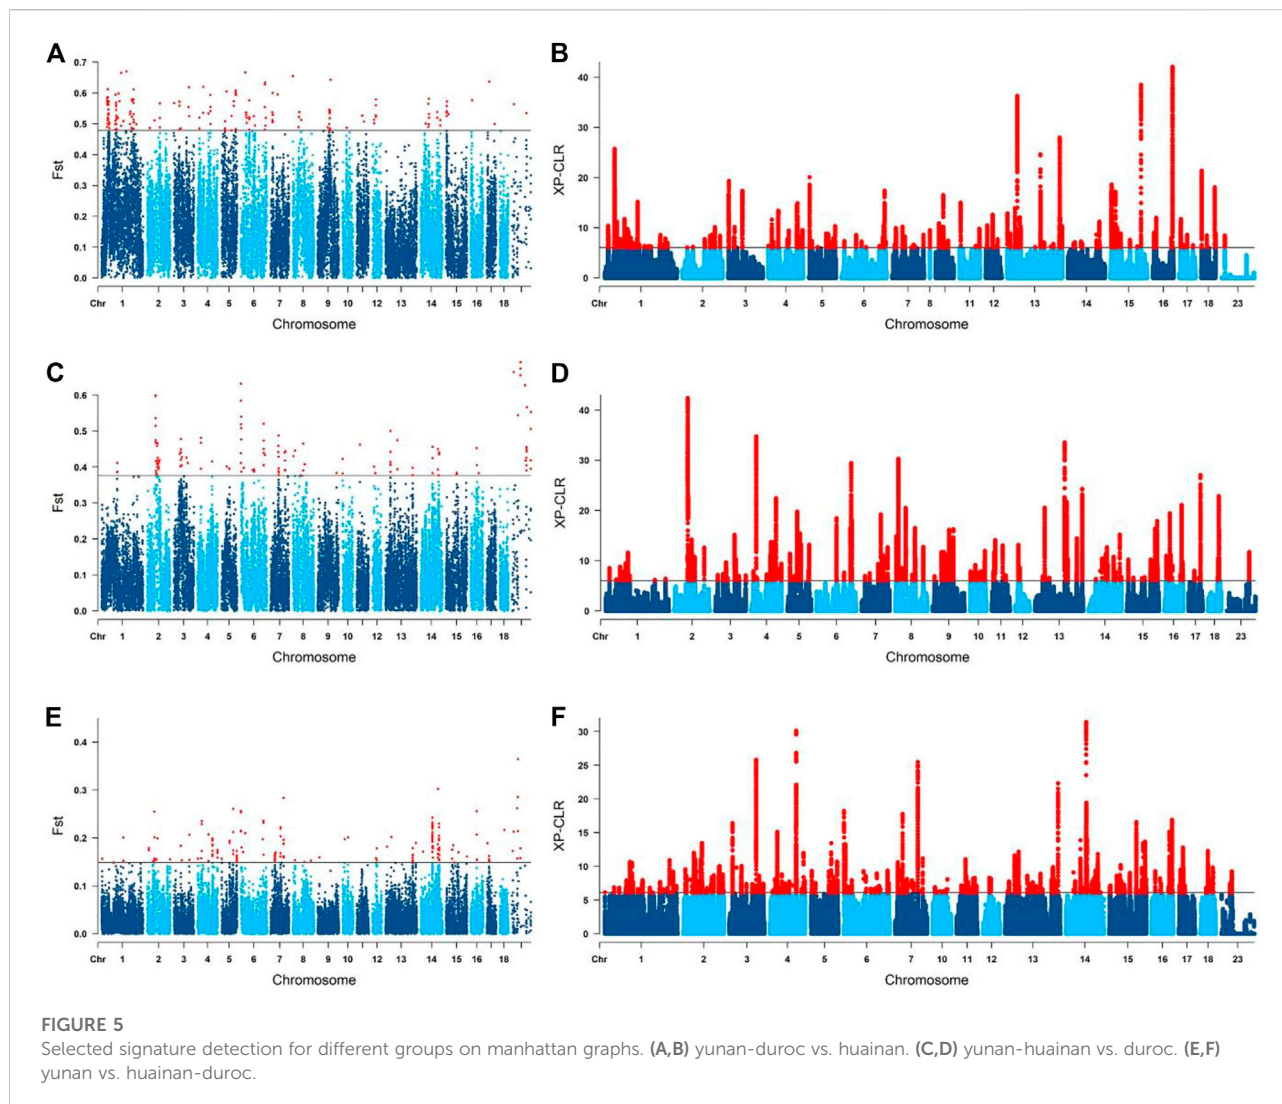 A
0.7
0.6
0.5
0.4
0.3
0.2
0.1
0.0
Fst
Chr 1 2 3 4 5 6 7 8 9 10 11 13 14 15 16 18
Chromosome
B
40
30
20
10
0
XP-CLR
Chr 1 2 3 4 5 6 7 8 9 11 12 13 14 15 16 17 18 23
Chromosome
C
0.6
0.5
0.4
0.3
0.2
0.1
0.0
Fst
Chr 1 2 3 4 5 6 7 8 9 10 12 13 14 15 16 18
Chromosome
D
40
30
20
10
0
XP-CLR
Chr 1 2 3 4 5 6 7 8 9 10 11 12 13 14 15 16 17 18 23
Chromosome
E
0.4
0.3
0.2
0.1
0.0
Fst
Chr 1 2 3 4 5 6 7 8 9 10 12 13 14 15 16 18
Chromosome
F
30
25
20
15
10
5
0
XP-CLR
Chr 1 2 3 4 5 6 7 10 11 12 13 14 15 16 17 18 23
Chromosome
FIGURE 5
Selected signature detection for different groups on manhattan graphs. (A,B) yunan-duroc vs. huainan. (C,D) yunan-huainan vs. duroc. (E,F)
yunan vs. huainan-duroc.